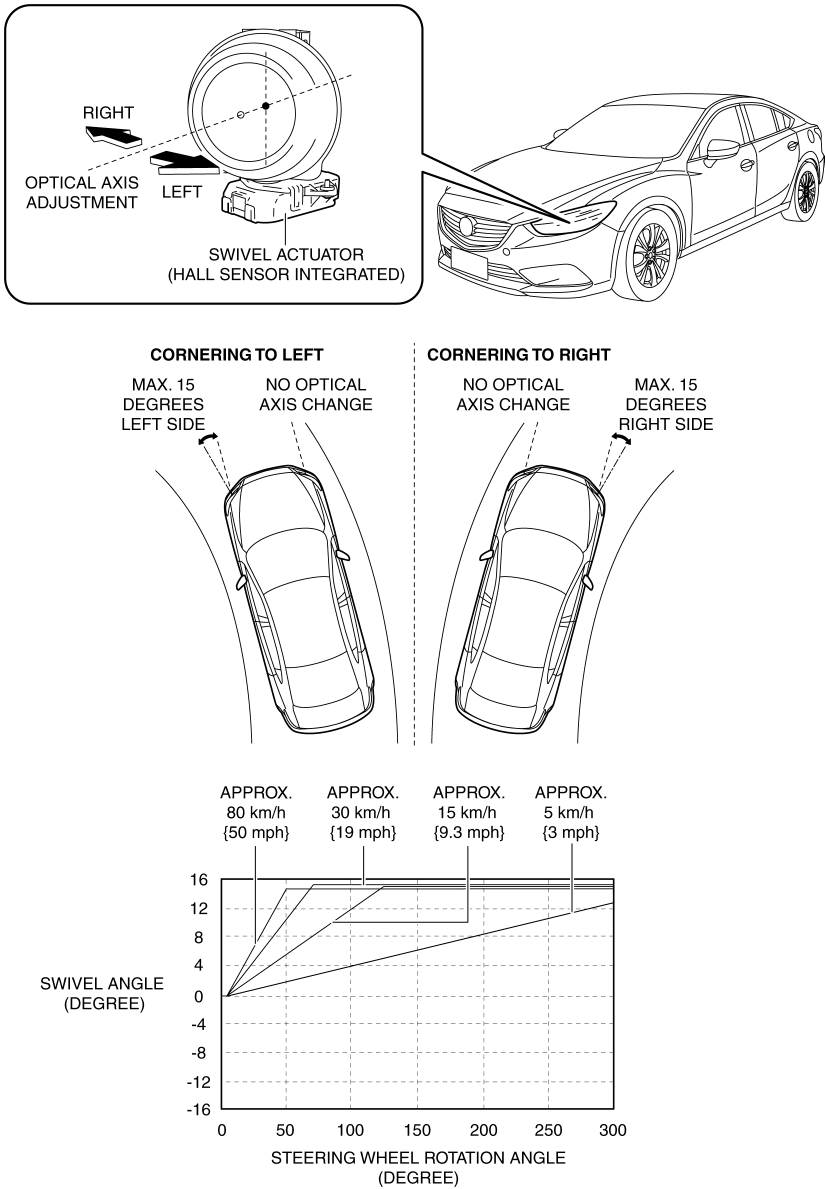 RIGHT
OPTICAL AXIS
ADJUSTMENT
LEFT
SWIVEL ACTUATOR
(HALL SENSOR INTEGRATED)
CORNERING TO LEFT
CORNERING TO RIGHT
MAX. 15
DEGREES
LEFT SIDE
NO OPTICAL
AXIS CHANGE
NO OPTICAL
AXIS CHANGE
MAX. 15
DEGREES
RIGHT SIDE
APPROX.
80 km/h
{50 mph}
APPROX.
30 km/h
{19 mph}
APPROX.
15 km/h
{9.3 mph}
APPROX.
5 km/h
{3 mph}
16
12
8
4
0
-4
-8
-12
-16
SWIVEL ANGLE
(DEGREE)
0 50 100 150 200 250 300
STEERING WHEEL ROTATION ANGLE
(DEGREE)